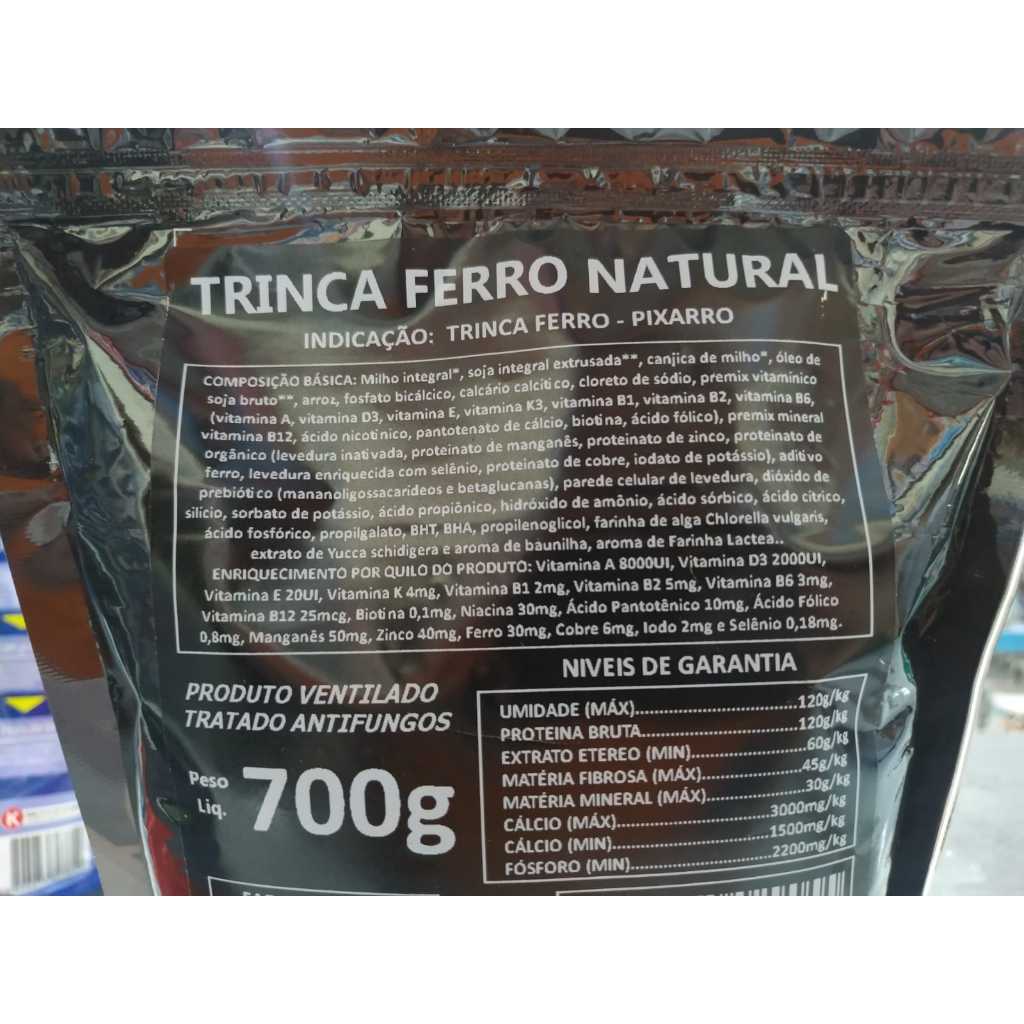 TRINCA FERRO NATURAL
INDICAÇÃO: TRINCA FERRO - PIXARRO
COMPOSIÇÃO BÁSICA: Milho integral*, soja integral extrusada**, canjica de milho*, óleo de
soja bruto**, arroz, fosfato bicálcico, calcário calcítico, cloreto de sódio, premix vitamínico
(vitamina A, vitamina D3, vitamina E, vitamina K3, vitamina B1, vitamina B2, vitamina B6,
vitamina B12, ácido nicotínico, pantotenato de cálcio, biotina, ácido fólico), premix mineral
orgânico (levedura inativada, proteinato de manganês, proteinato de zinco, proteinato de
ferro, levedura enriquecida com selênio, proteinato de cobre, iodato de potássio), aditivo
prebiótico (mananoligossacarídeos e betaglucanas), parede celular de levedura, dióxido de
silício, sorbato de potássio, ácido propiônico, hidróxido de amônio, ácido sórbico, ácido cítrico,
ácido fosfórico, propilgalato, BHT, BHA, propilenoglicol, farinha de alga Chlorella vulgaris,
extrato de Yucca schidigera e aroma de baunilha, aroma de Farinha Lactea..
ENRIQUECIMENTO POR QUILO DO PRODUTO: Vitamina A 8000UI, Vitamina D3 2000UI,
Vitamina E 20UI, Vitamina K 4mg, Vitamina B1 2mg, Vitamina B2 5mg, Vitamina B6 3mg,
Vitamina B12 25mcg, Biotina 0,1mg, Niacina 30mg, Ácido Pantotênico 10mg, Ácido Fólico
0,8mg, Manganês 50mg, Zinco 40mg, Ferro 30mg, Cobre 6mg, Iodo 2mg e Selênio 0,18mg.
PRODUTO VENTILADO
TRATADO ANTIFUNGOS
Peso
Liq.
700g
NIVEIS DE GARANTIA
UMIDADE (MÁX)..............................120g/kg
PROTEINA BRUTA.............................120g/kg
EXTRATO ETEREO (MIN)......................60g/kg
MATÉRIA FIBROSA (MÁX)..................45g/kg
MATÉRIA MINERAL (MÁX)..................30g/kg
CÁLCIO (MÁX)............................3000mg/kg
CÁLCIO (MIN)............................1500mg/kg
FÓSFORO (MIN)..........................2200mg/kg
K